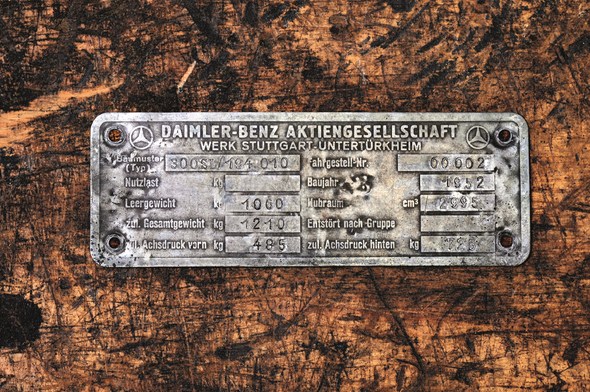 DAIMLER-BENZ AKTIENGESELLSCHAFT
WERK STUTTGART-UNTERTÜRKHEIM
Baumuster (Typ) 300SL/194 010 Fahrgestell-Nr. 00 002
Nutzlast kg Baujahr 1952
Leergewicht kg 1060 Hubraum cm³ 2995
zul. Gesamtgewicht kg 1210 Entstört nach Gruppe
zul. Achsdruck vorn kg 485 zul. Achsdruck hinten kg